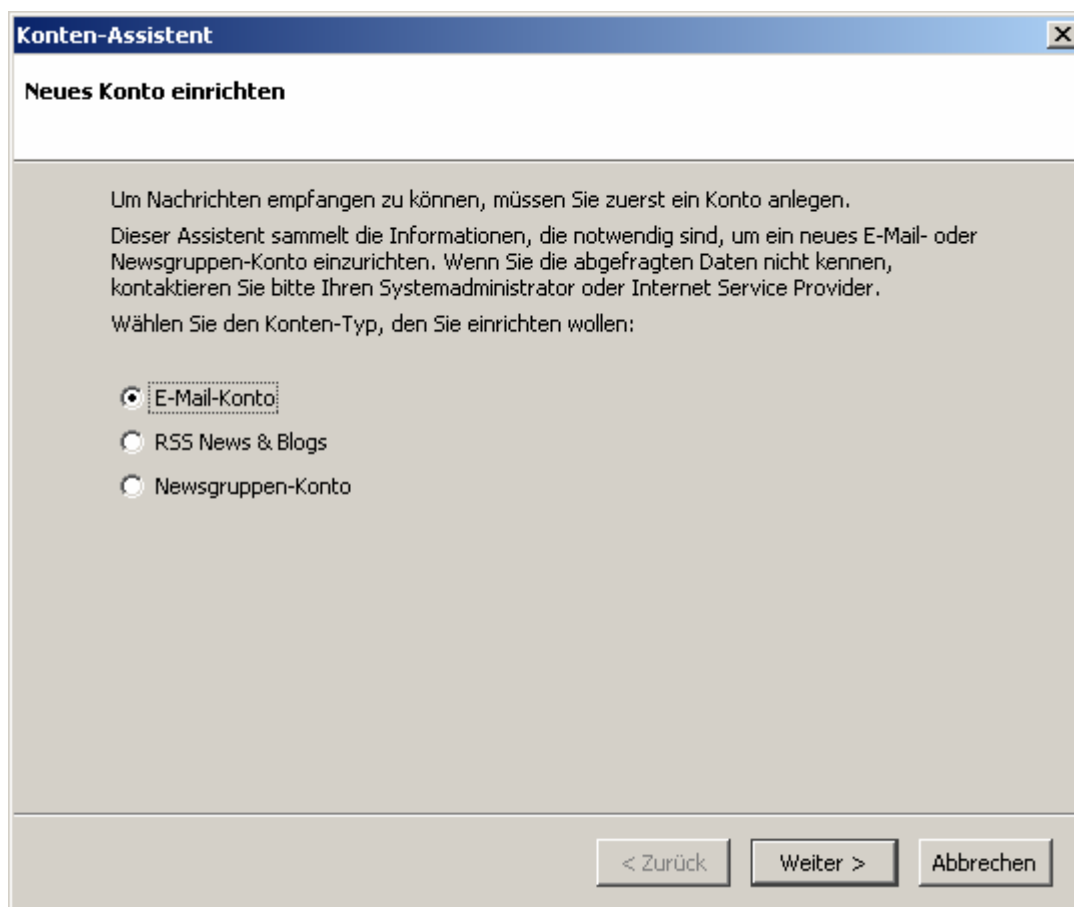 Konten-Assistent
Neues Konto einrichten
Um Nachrichten empfangen zu können, müssen Sie zuerst ein Konto anlegen.
Dieser Assistent sammelt die Informationen, die notwendig sind, um ein neues E-Mail- oder
Newsgruppen-Konto einzurichten. Wenn Sie die abgefragten Daten nicht kennen,
kontaktieren Sie bitte Ihren Systemadministrator oder Internet Service Provider.
Wählen Sie den Konten-Typ, den Sie einrichten wollen:
E-Mail-Konto
RSS News & Blogs
Newsgruppen-Konto
< Zurück Weiter > Abbrechen